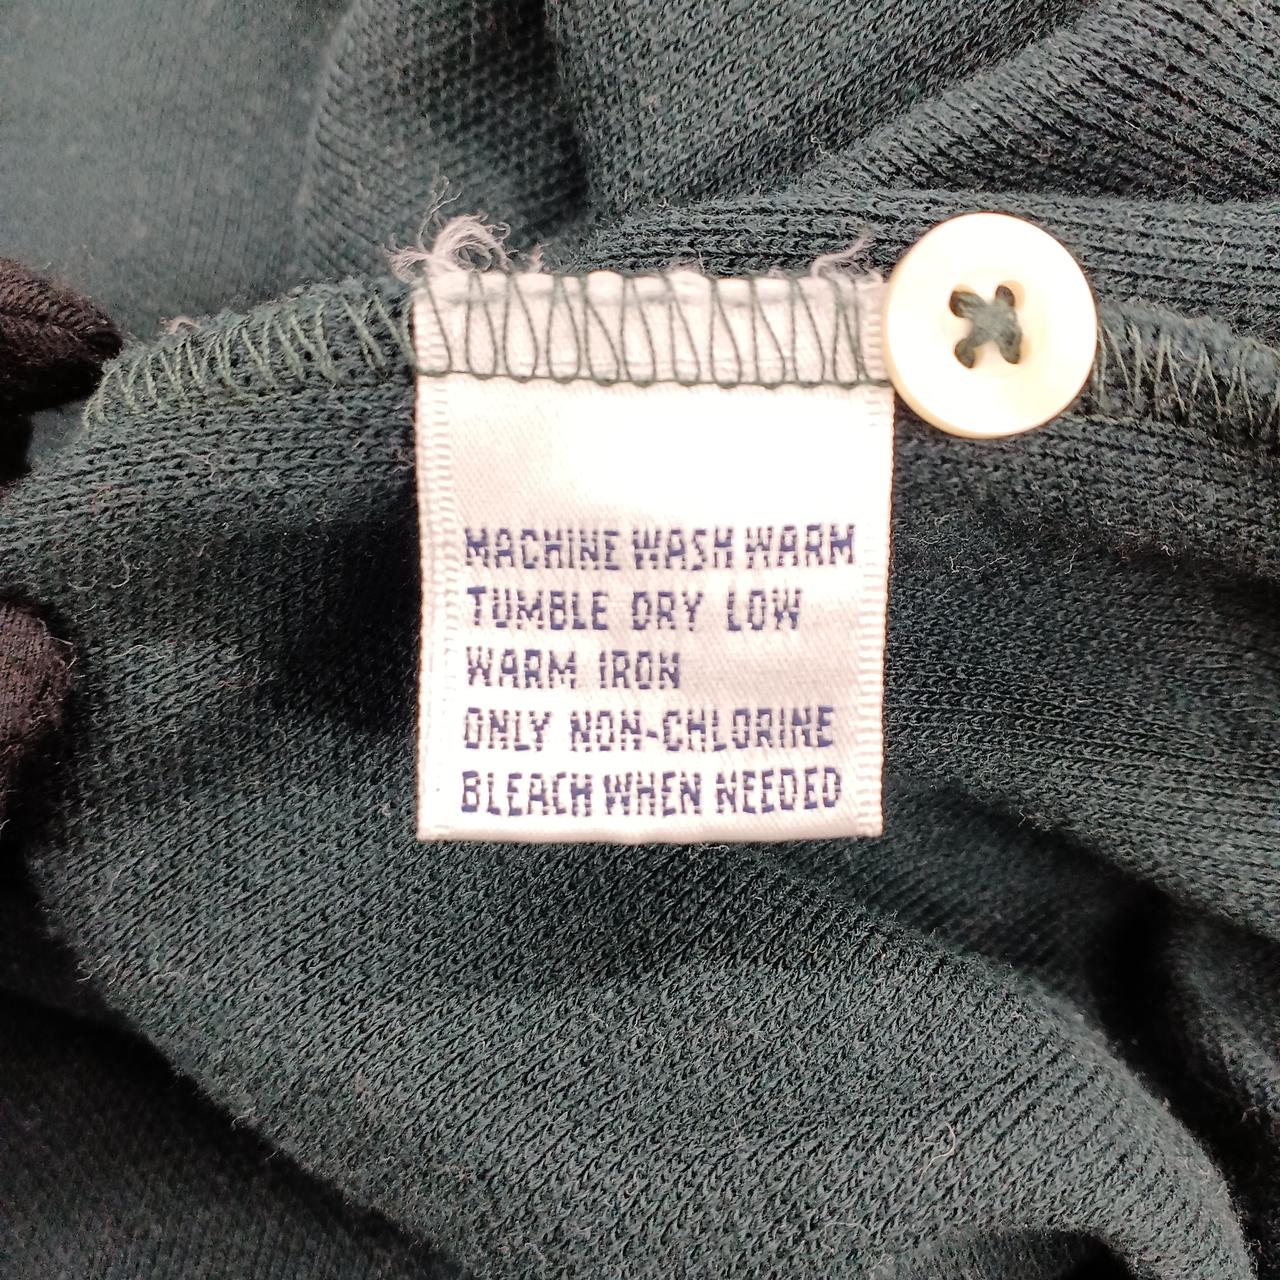 MACHINE WASH WARM
TUMBLE DRY LOW
WARM IRON
ONLY NON-CHLORINE
BLEACH WHEN NEEDED